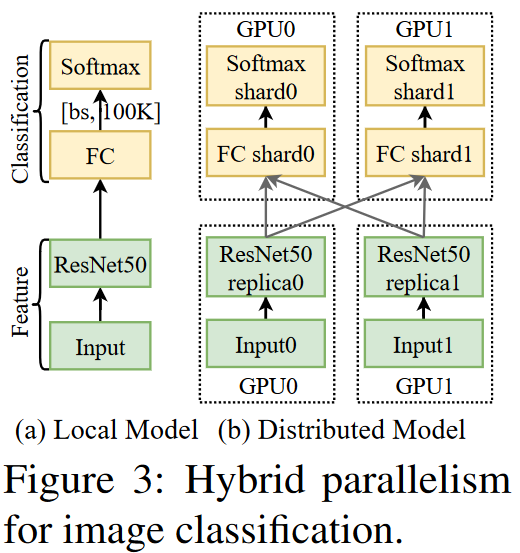 Classification
Softmax
[bs, 100K]
FC
Feature
ResNet50
Input
GPU0
Softmax
shard0
FC shard0
ResNet50
replica0
Input0
GPU0
GPU1
Softmax
shard1
FC shard1
ResNet50
replica1
Input1
GPU1
(a) Local Model
(b) Distributed Model
Figure 3: Hybrid parallelism
for image classification.